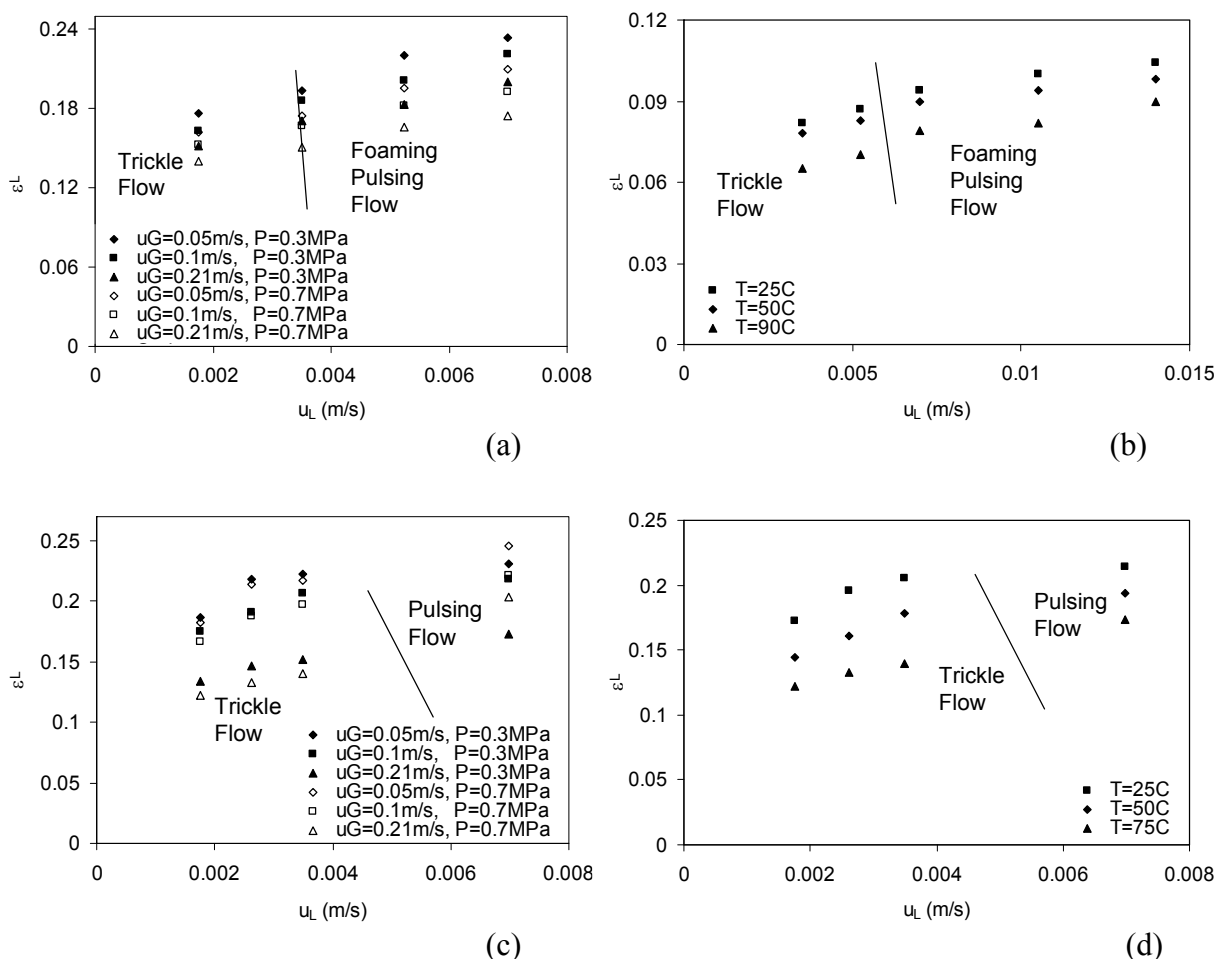 0.24
0.18
0.12
0.06
0
εL
Trickle
Flow
Foaming
Pulsing
Flow
uG=0.05m/s, P=0.3MPa
uG=0.1m/s, P=0.3MPa
uG=0.21m/s, P=0.3MPa
uG=0.05m/s, P=0.7MPa
uG=0.1m/s, P=0.7MPa
uG=0.21m/s, P=0.7MPa
0 0.002 0.004 0.006 0.008
uL (m/s)
(a)
0.12
0.09
0.06
0.03
0
εL
Trickle
Flow
Foaming
Pulsing
Flow
T=25C
T=50C
T=90C
0 0.005 0.01 0.015
uL (m/s)
(b)
0.25
0.2
0.15
0.1
0.05
0
εL
Pulsing
Flow
Trickle
Flow
uG=0.05m/s, P=0.3MPa
uG=0.1m/s, P=0.3MPa
uG=0.21m/s, P=0.3MPa
uG=0.05m/s, P=0.7MPa
uG=0.1m/s, P=0.7MPa
uG=0.21m/s, P=0.7MPa
0 0.002 0.004 0.006 0.008
uL (m/s)
(c)
0.25
0.2
0.15
0.1
0.05
0
εL
Pulsing
Flow
Trickle
Flow
T=25C
T=50C
T=75C
0 0.002 0.004 0.006 0.008
uL (m/s)
(d)